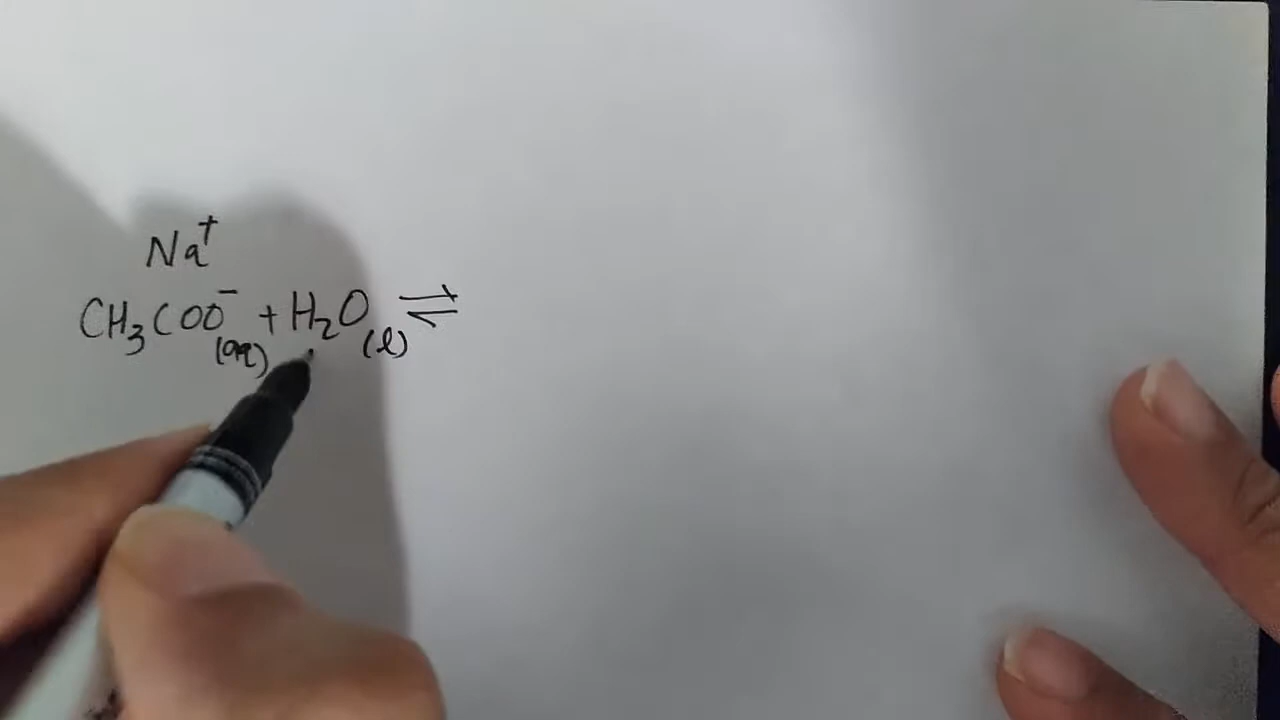 Na⁺
CH₃COO⁻(aq) + H₂O(l) ⇌